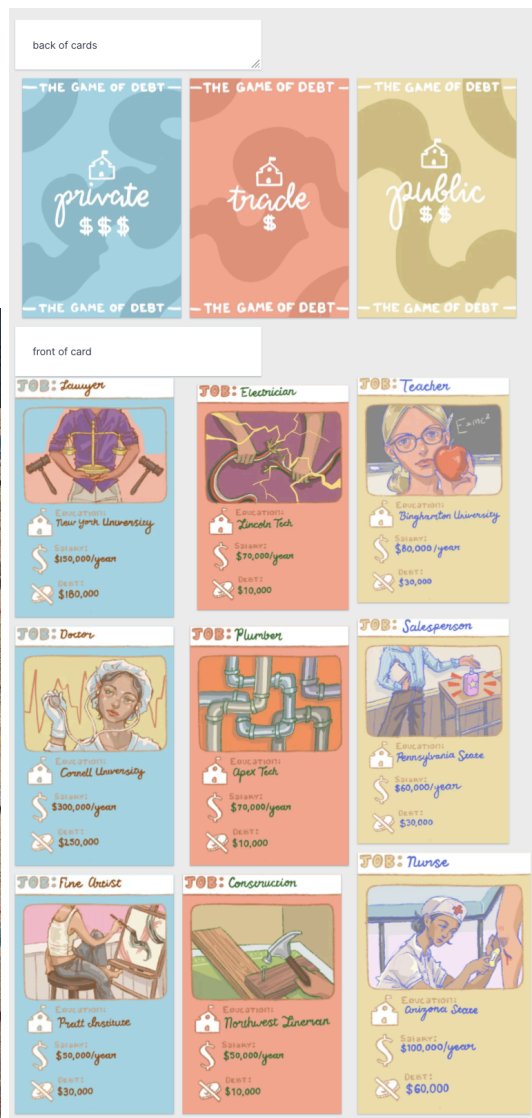 back of cards
THE GAME OF DEBT
private
$$$
THE GAME OF DEBT
THE GAME OF DEBT
trade
$
THE GAME OF DEBT
THE GAME OF DEBT
public
$$
THE GAME OF DEBT
front of card
JOB: Lawyer
EDUCATION:
New York University
SALARY:
$150,000/year
DEBT:
$180,000
JOB: Electrician
EDUCATION:
Lincoln Tech
SALARY:
$70,000/year
DEBT:
$10,000
JOB: Teacher
E=mc²
EDUCATION:
Binghamton University
SALARY:
$80,000/year
DEBT:
$30,000
JOB: Doctor
EDUCATION:
Cornell University
SALARY:
$300,000/year
DEBT:
$250,000
JOB: Plumber
EDUCATION:
Apex Tech
SALARY:
$70,000/year
DEBT:
$10,000
JOB: Salesperson
EDUCATION:
Pennsylvania State
SALARY:
$60,000/year
DEBT:
$30,000
JOB: Fine Artist
EDUCATION:
Pratt Institute
SALARY:
$50,000/year
DEBT:
$30,000
JOB: Construction
EDUCATION:
Northwest Lineman
SALARY:
$50,000/year
DEBT:
$10,000
JOB: Nurse
EDUCATION:
Arizona State
SALARY:
$100,000/year
DEBT:
$60,000